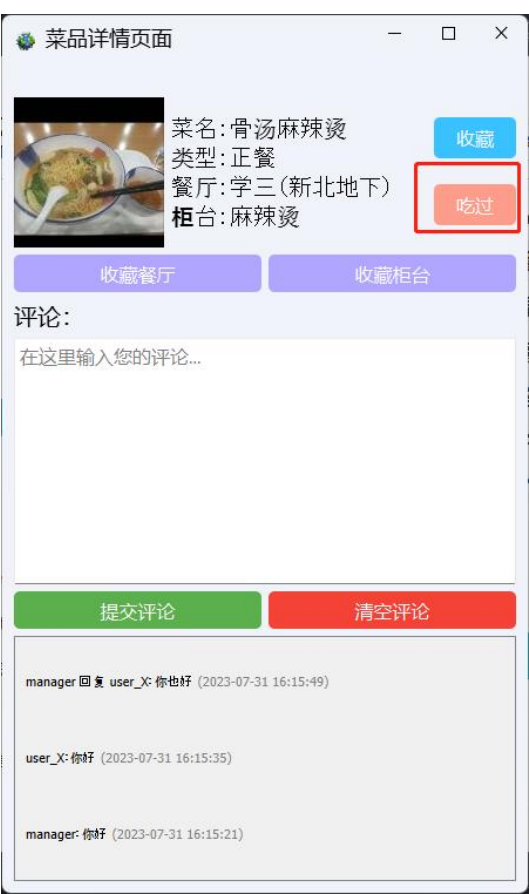 菜品详情页面
菜名:骨汤麻辣烫
类型:正餐
餐厅:学三(新北地下)
柜台:麻辣烫
收藏
吃过
收藏餐厅
收藏柜台
评论:
在这里输入您的评论...
提交评论
清空评论
manager 回复 user_X: 你也好 (2023-07-31 16:15:49)
user_X: 你好 (2023-07-31 16:15:35)
manager: 你好 (2023-07-31 16:15:21)